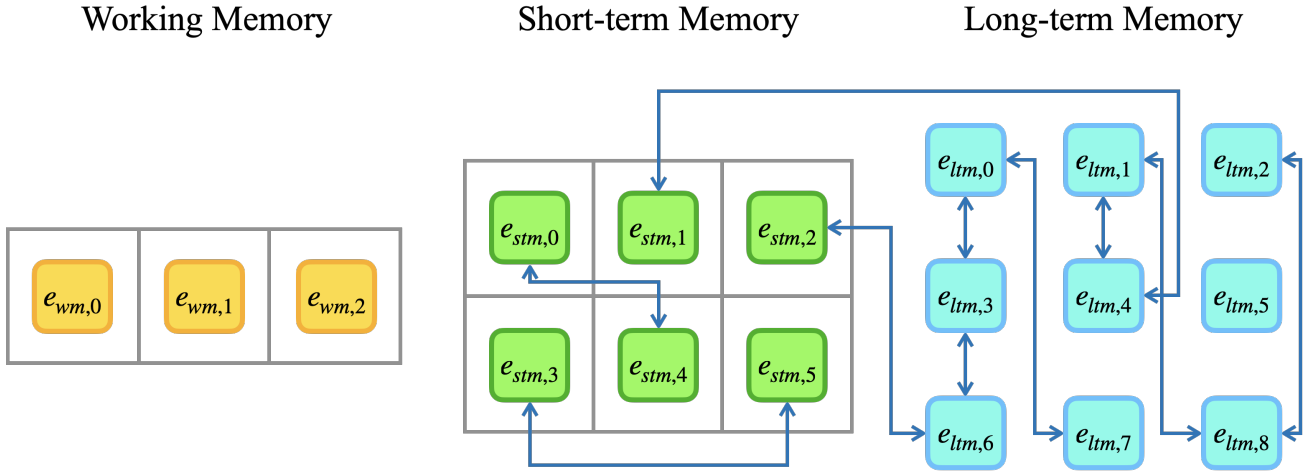 Working Memory
Short-term Memory
Long-term Memory
e_{wm,0}
e_{wm,1}
e_{wm,2}
e_{stm,0}
e_{stm,1}
e_{stm,2}
e_{stm,3}
e_{stm,4}
e_{stm,5}
e_{ltm,0}
e_{ltm,1}
e_{ltm,2}
e_{ltm,3}
e_{ltm,4}
e_{ltm,5}
e_{ltm,6}
e_{ltm,7}
e_{ltm,8}